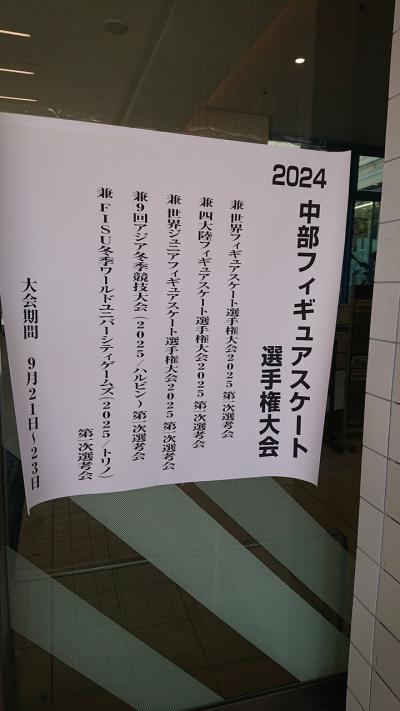 2024
中部フィギュアスケート
選手権大会
兼 世界フィギュアスケート選手権大会2025 第二次選考会
兼 四大陸フィギュアスケート選手権大会2025 第二次選考会
兼 世界ジュニアフィギュアスケート選手権大会2025 第二次選考会
兼 9回アジア冬季競技大会(2025/ハルビン) 第二次選考会
兼 FISU冬季ワールドユニバーシティゲームズ(2025/トリノ)
第二次選考会
大会期間 9月21日~23日